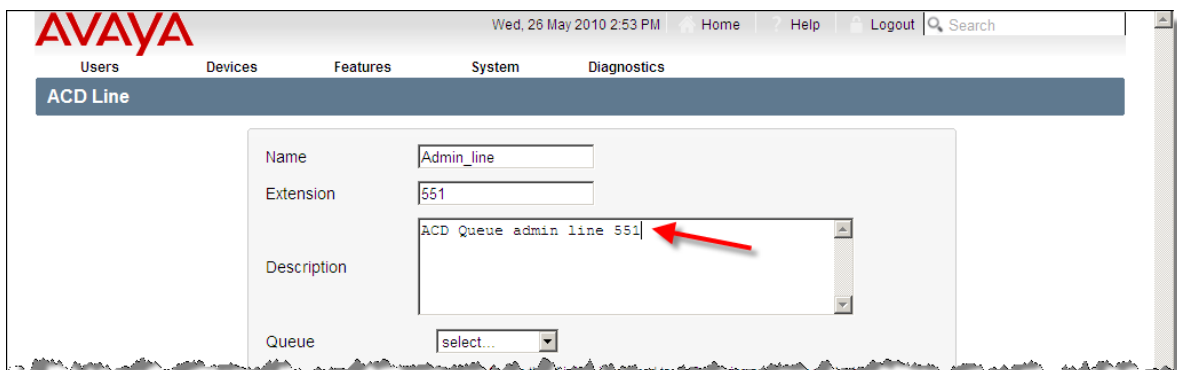 AVAYA
Wed, 26 May 2010 2:53 PM Home ? Help Logout Search
Users Devices Features System Diagnostics
ACD Line
Name Admin_line
Extension 551
ACD Queue admin line 551
Description
Queue select...